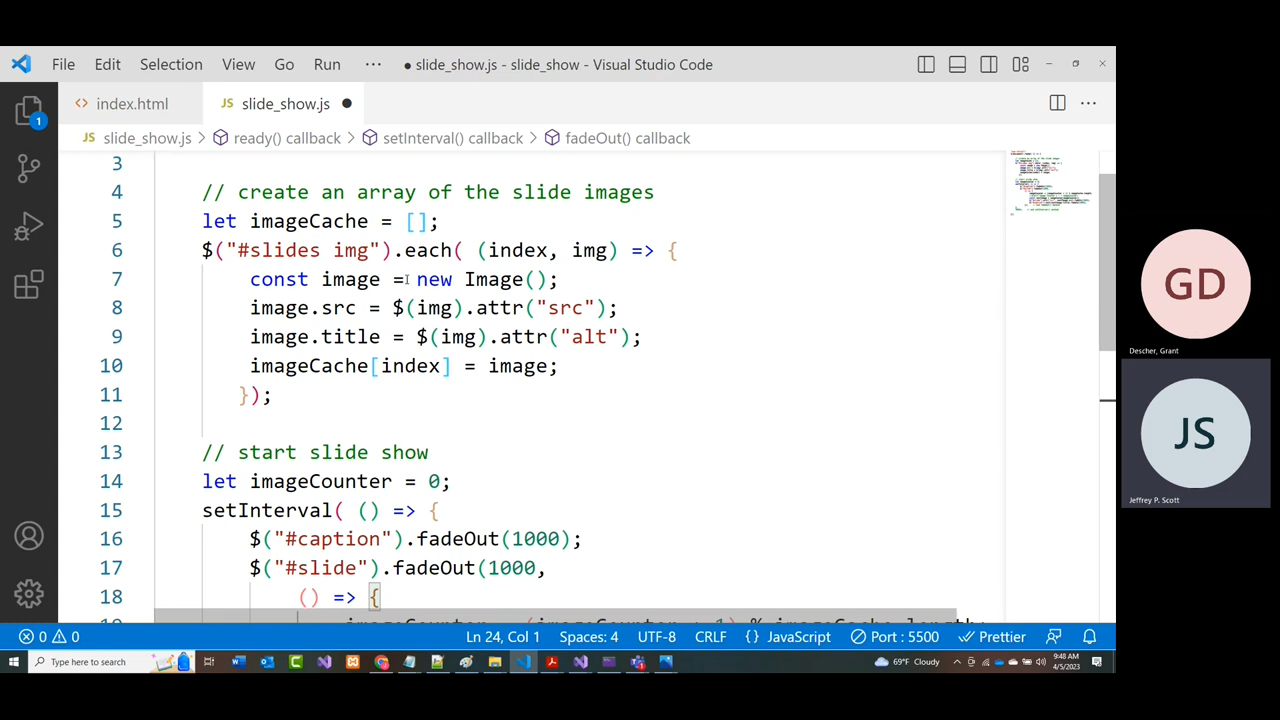 File Edit Selection View Go Run ··· ● slide_show.js - slide_show - Visual Studio Code
<> index.html JS slide_show.js ●
JS slide_show.js > ready() callback > setInterval() callback > fadeOut() callback
3
4 // create an array of the slide images
5 let imageCache = [];
6 $("#slides img").each( (index, img) => {
7 const image = new Image();
8 image.src = $(img).attr("src");
9 image.title = $(img).attr("alt");
10 imageCache[index] = image;
11 });
12
13 // start slide show
14 let imageCounter = 0;
15 setInterval( () => {
16 $("#caption").fadeOut(1000);
17 $("#slide").fadeOut(1000,
18 () => {
1
0 0 Ln 24, Col 1 Spaces: 4 UTF-8 CRLF {} JavaScript Port : 5500 Prettier
Type here to search 69°F Cloudy 9:48 AM
4/5/2023
GD
Descher, Grant
JS
Jeffrey P. Scott